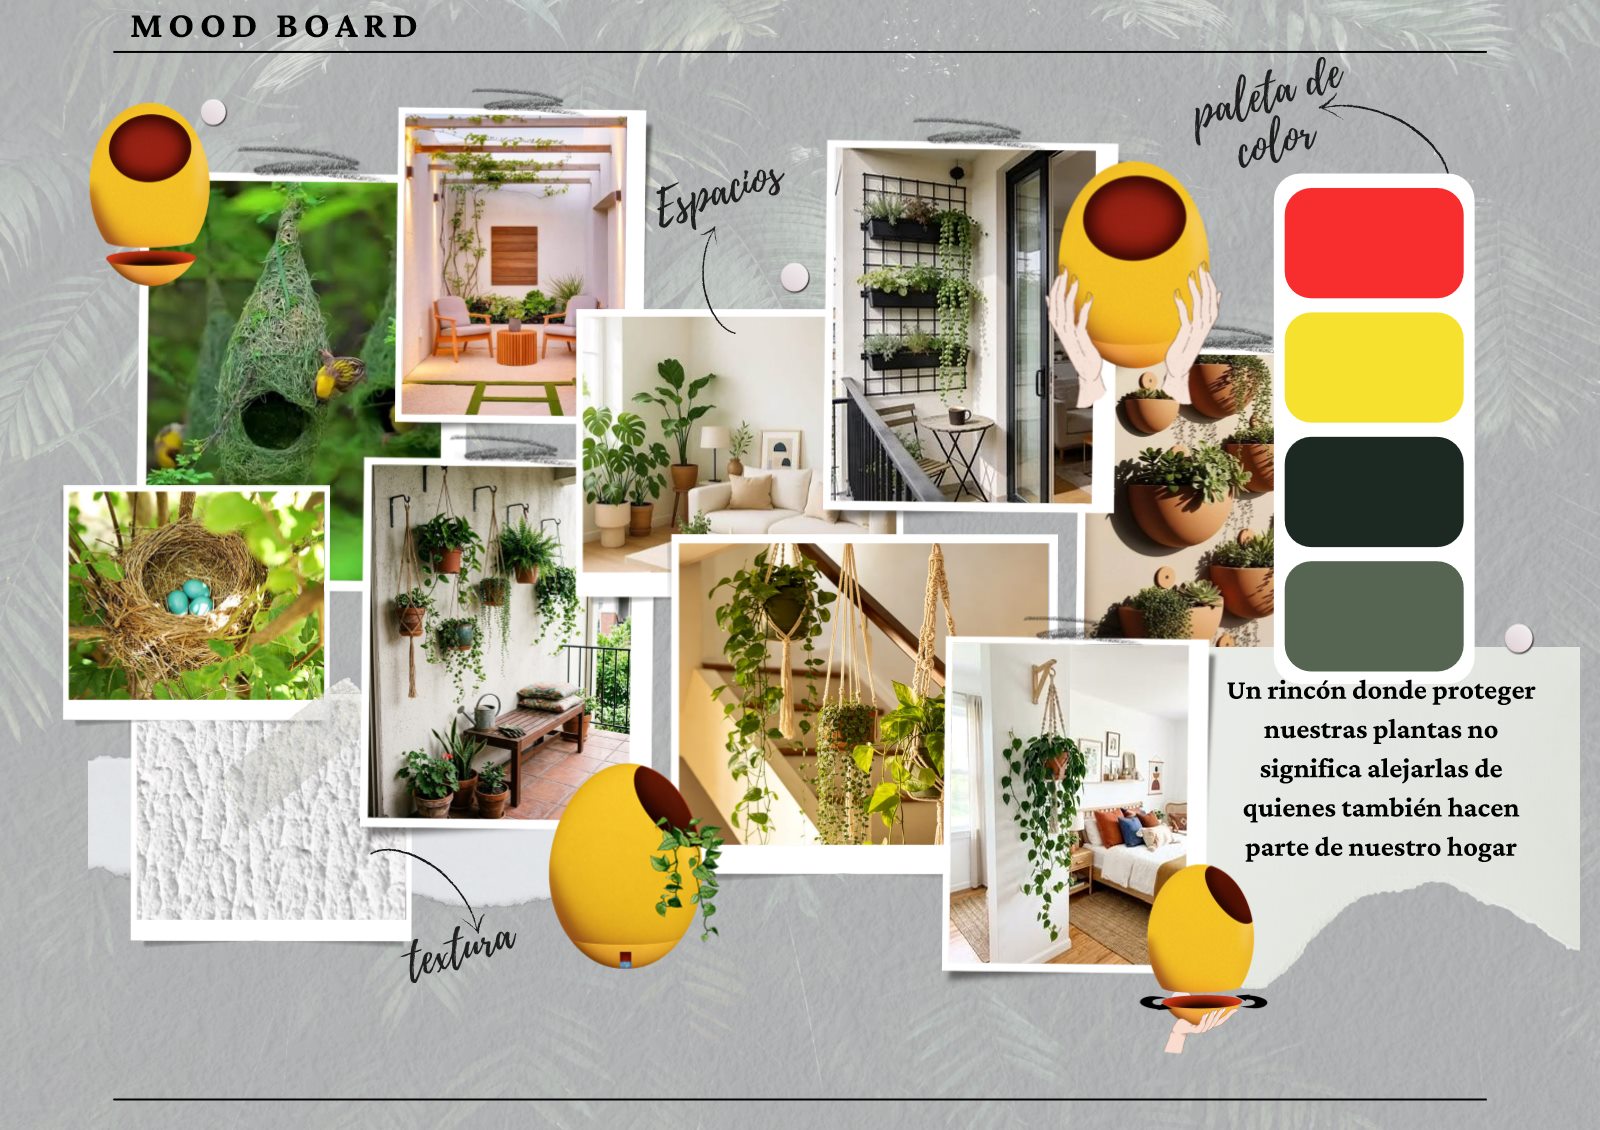 MOOD BOARD
paleta de
color
Espacios
Un rincón donde proteger
nuestras plantas no
significa alejarlas de
quienes también hacen
parte de nuestro hogar
textura